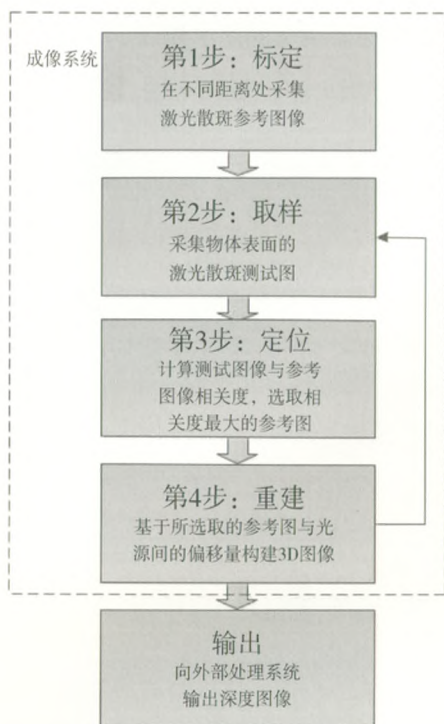 成像系统
第1步：标定
在不同距离处采集
激光散斑参考图像
第2步：取样
采集物体表面的
激光散斑测试图
第3步：定位
计算测试图像与参考
图像相关度，选取相
关度最大的参考图
第4步：重建
基于所选取的参考图与光
源间的偏移量构建3D图像
输出
向外部处理系统
输出深度图像